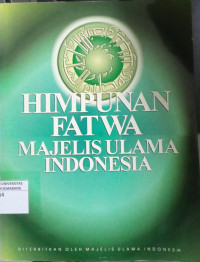 HIMPUNAN
FATWA
MAJELIS ULAMA
INDONESIA
DITERBITKAN OLEH MAJELIS ULAMA INDONESIA